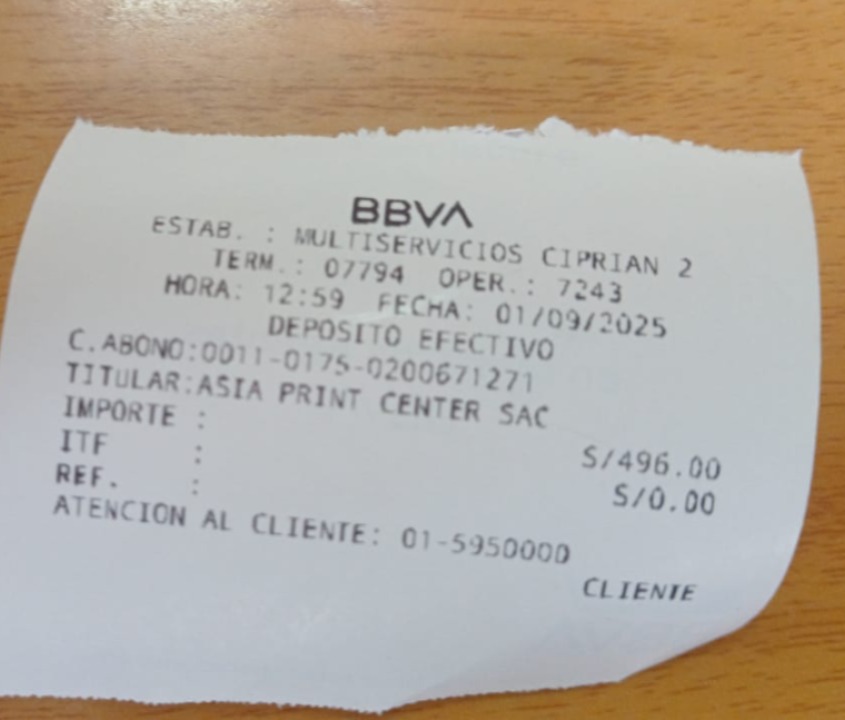 BBVA
ESTAB. : MULTISERVICIOS CIPRIAN 2
TERM.: 07794 OPER.: 7243
HORA: 12:59 FECHA: 01/09/2025
DEPOSITO EFECTIVO
C.ABONO:0011-0175-0200671271
TITULAR:ASIA PRINT CENTER SAC
IMPORTE : S/496.00
ITF : S/0.00
REF. :
ATENCION AL CLIENTE: 01-5950000
CLIENTE